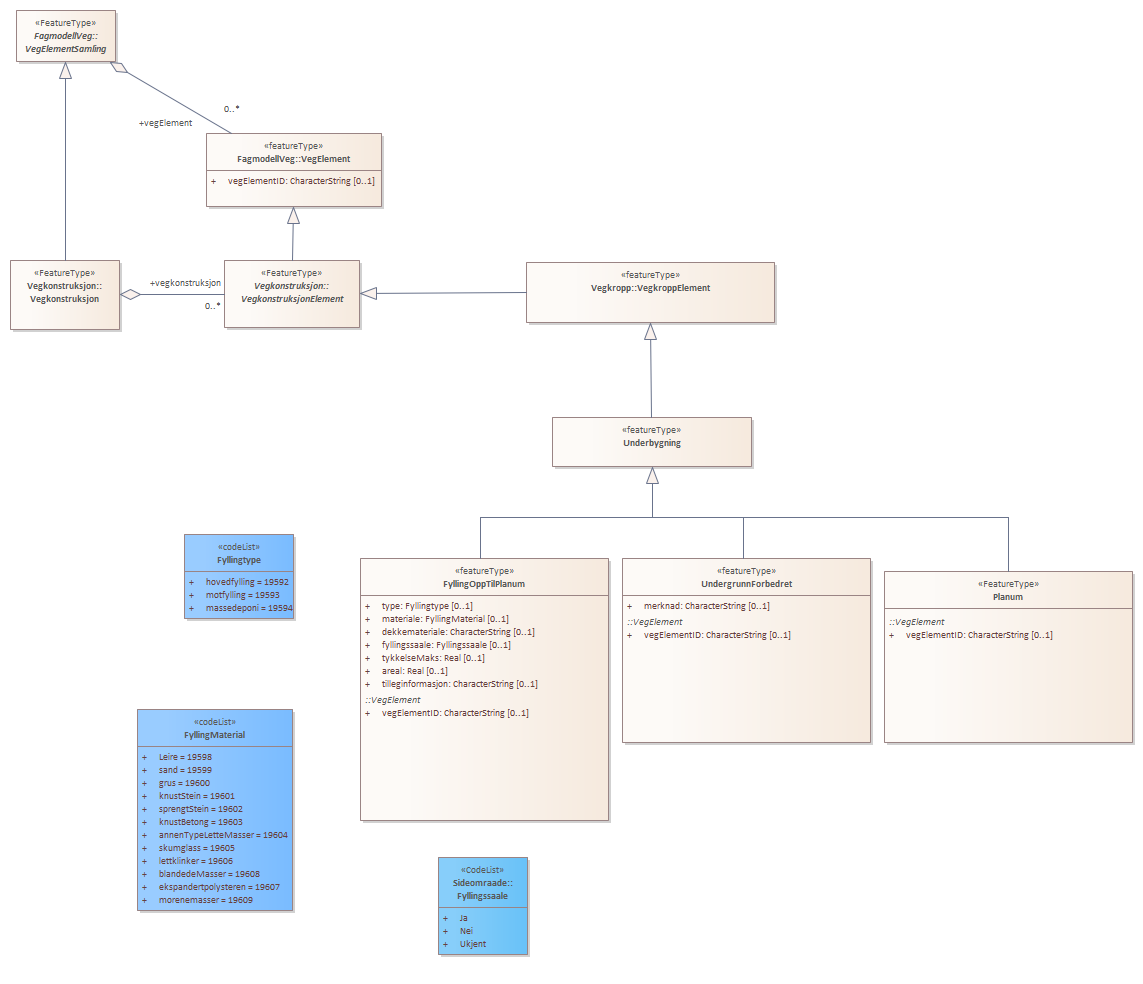 «FeatureType»
FagmodellVeg::
VegElementSamling
0..*
+vegElement
«featureType»
FagmodellVeg::VegElement
+ vegElementID: CharacterString [0..1]
«FeatureType»
Vegkonstruksjon::
Vegkonstruksjon
+vegkonstruksjon
0..*
«FeatureType»
Vegkonstruksjon::
VegkonstruksjonElement
«featureType»
Vegkropp::VegkroppElement
«featureType»
Underbygning
«codeList»
Fyllingtype
+ hovedfylling = 19592
+ motfylling = 19593
+ massedeponi = 19594
«featureType»
FyllingOppTilPlanum
+ type: Fyllingtype [0..1]
+ materiale: FyllingMaterial [0..1]
+ dekkemateriale: CharacterString [0..1]
+ fyllingssaale: Fyllingssaale [0..1]
+ tykkelseMaks: Real [0..1]
+ areal: Real [0..1]
+ tilleginformasjon: CharacterString [0..1]
::VegElement
+ vegElementID: CharacterString [0..1]
«featureType»
UndergrunnForbedret
+ merknad: CharacterString [0..1]
::VegElement
+ vegElementID: CharacterString [0..1]
«FeatureType»
Planum
::VegElement
+ vegElementID: CharacterString [0..1]
«codeList»
FyllingMaterial
+ Leire = 19598
+ sand = 19599
+ grus = 19600
+ knustStein = 19601
+ sprengtStein = 19602
+ knustBetong = 19603
+ annenTypeLetteMasser = 19604
+ skumglass = 19605
+ lettklinker = 19606
+ blandedeMasser = 19608
+ ekspandertpolysteren = 19607
+ morenemasser = 19609
«CodeList»
Sideomraade::
Fyllingssaale
+ Ja
+ Nei
+ Ukjent